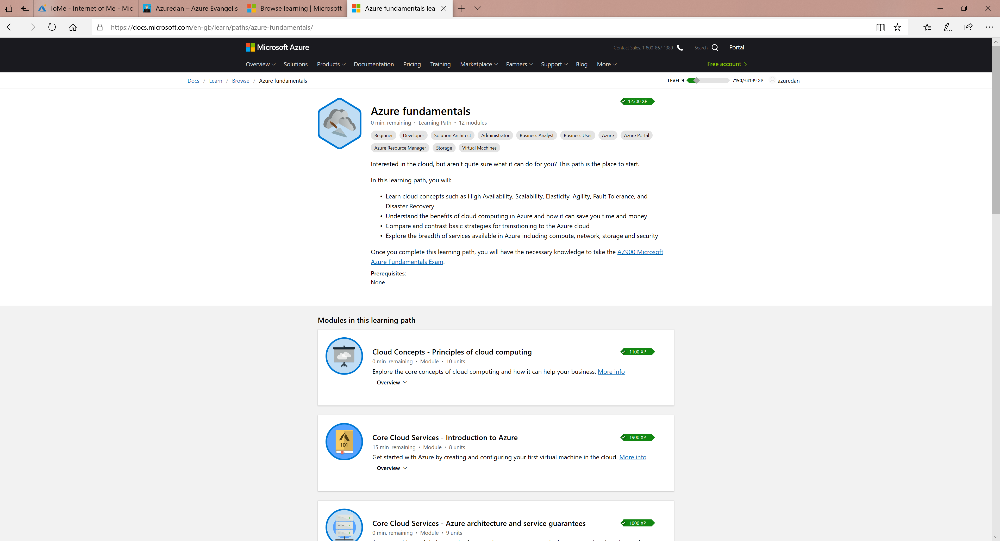 IoMe - Internet of Me - Mic
Azuredan – Azure Evangelis
Browse learning | Microsoft
Azure fundamentals lea
https://docs.microsoft.com/en-gb/learn/paths/azure-fundamentals/
Microsoft Azure
Contact Sales: 1-800-867-1389
Search
Portal
Overview Solutions Products Documentation Pricing Training Marketplace Partners Support Blog More
Free account
Docs / Learn / Browse / Azure fundamentals
LEVEL 9 7150/34199 XP azuredan
12300 XP
Azure fundamentals
0 min. remaining • Learning Path • 12 modules
Beginner Developer Solution Architect Administrator Business Analyst Business User Azure Azure Portal
Azure Resource Manager Storage Virtual Machines
Interested in the cloud, but aren't quite sure what it can do for you? This path is the place to start.
In this learning path, you will:
• Learn cloud concepts such as High Availability, Scalability, Elasticity, Agility, Fault Tolerance, and
Disaster Recovery
• Understand the benefits of cloud computing in Azure and how it can save you time and money
• Compare and contrast basic strategies for transitioning to the Azure cloud
• Explore the breadth of services available in Azure including compute, network, storage and security
Once you complete this learning path, you will have the necessary knowledge to take the AZ900 Microsoft
Azure Fundamentals Exam.
Prerequisites:
None
Modules in this learning path
Cloud Concepts - Principles of cloud computing
1100 XP
0 min. remaining • Module • 10 units
Explore the core concepts of cloud computing and how it can help your business. More info
Overview
101
Core Cloud Services - Introduction to Azure
1900 XP
15 min. remaining • Module • 8 units
Get started with Azure by creating and configuring your first virtual machine in the cloud. More info
Overview
Core Cloud Services - Azure architecture and service guarantees
1000 XP
0 min. remaining • Module • 9 units